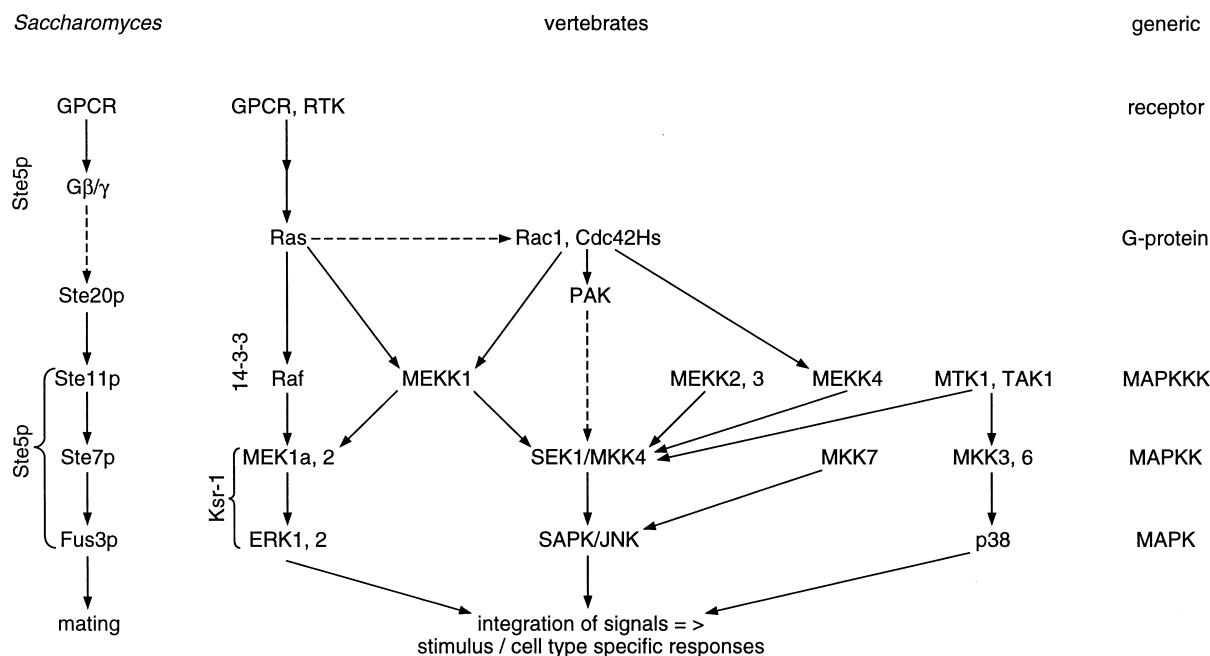 Saccharomyces vertebrates generic
GPCR GPCR, RTK receptor
Ste5p
Gβ/γ
Ras Rac1, Cdc42Hs G-protein
Ste20p PAK
14-3-3
Ste11p Raf MEKK1 MEKK2, 3 MEKK4 MTK1, TAK1 MAPKKK
Ste5p
Ste7p MEK1a, 2 SEK1/MKK4 MKK7 MKK3, 6 MAPKK
Ksr-1
Fus3p ERK1, 2 SAPK/JNK p38 MAPK
mating integration of signals = >
stimulus / cell type specific responses